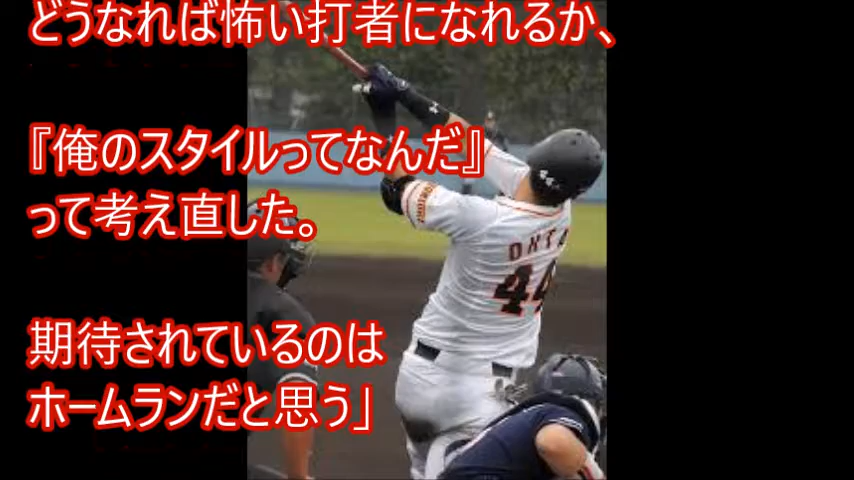 どうなれば怖い打者になれるか、
『俺のスタイルってなんだ』
って考え直した。
期待されているのは
ホームランだと思う」
44